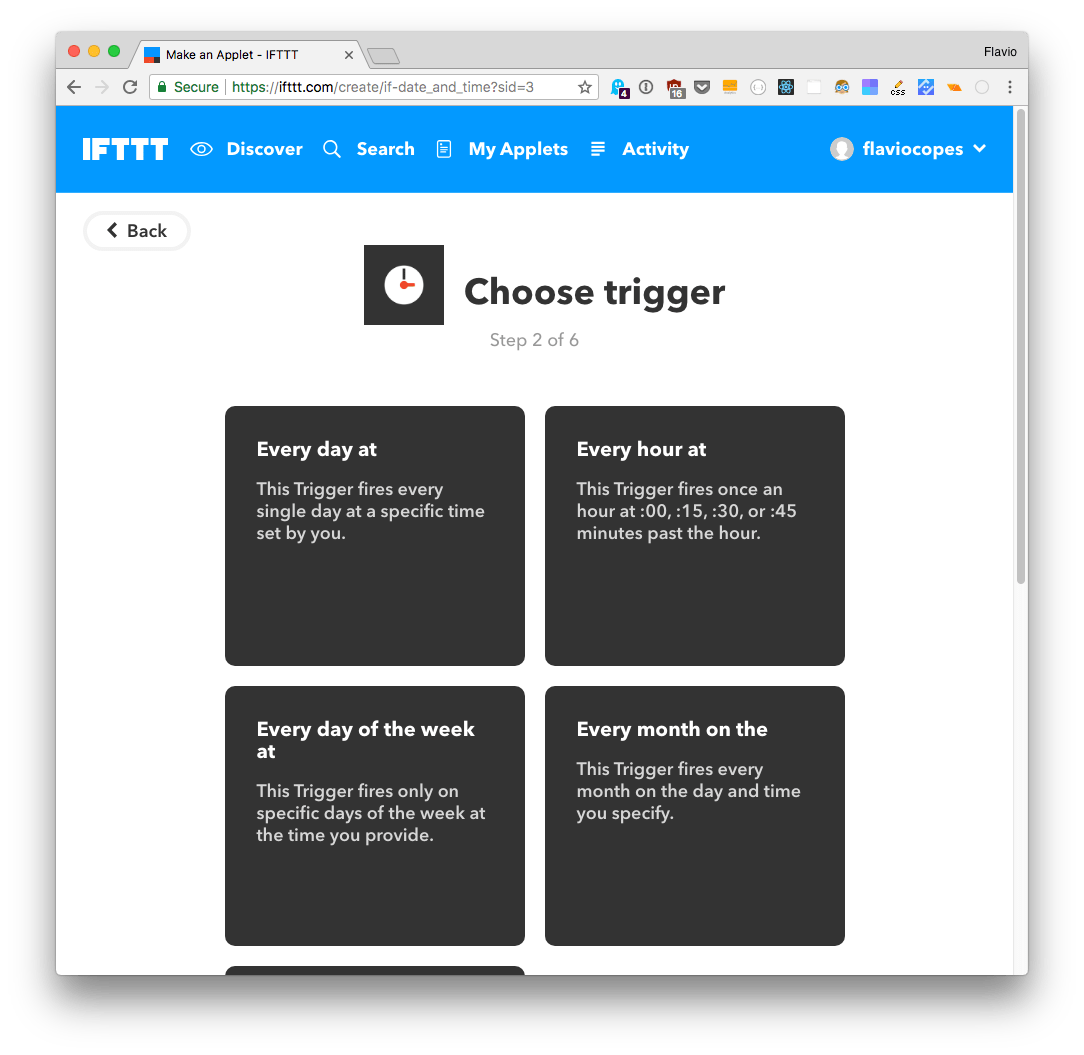 Make an Applet - IFTTT
Flavio
Secure https://ifttt.com/create/if-date_and_time?sid=3
4
16
css
IFTTT Discover Search My Applets Activity flaviocopes
Back
Choose trigger
Step 2 of 6
Every day at
This Trigger fires every
single day at a specific time
set by you.
Every hour at
This Trigger fires once an
hour at :00, :15, :30, or :45
minutes past the hour.
Every day of the week
at
This Trigger fires only on
specific days of the week at
the time you provide.
Every month on the
This Trigger fires every
month on the day and time
you specify.